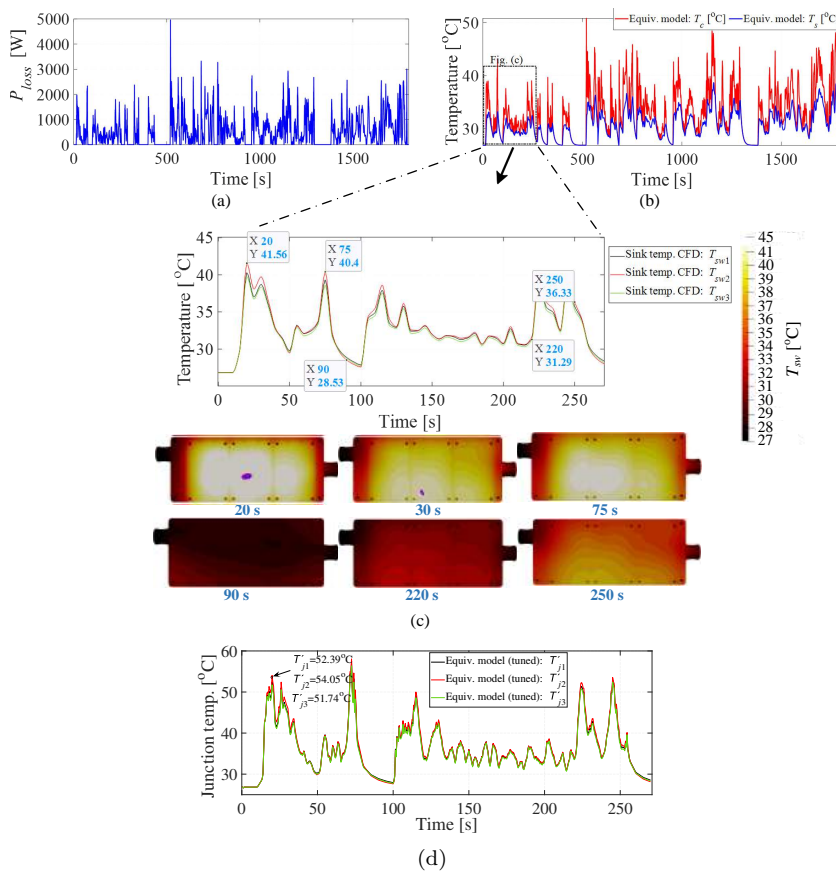 5000
4000
3000
2000
1000
0
P_loss [W]
0
500
1000
1500
Time [s]
(a)
50
40
30
Temperature [°C]
Equiv. model: T_c [°C]
Equiv. model: T_s [°C]
Fig. (c)
0
500
1000
1500
Time [s]
(b)
45
40
35
30
Temperature [°C]
X 20
Y 41.56
X 75
Y 40.4
X 90
Y 28.53
X 250
Y 36.33
X 220
Y 31.29
0
50
100
150
200
250
Time [s]
Sink temp. CFD: T_sw1
Sink temp. CFD: T_sw2
Sink temp. CFD: T_sw3
45
41
39
38
37
36
35
34
33
32
31
30
29
28
27
T_sw [°C]
20 s
30 s
75 s
90 s
220 s
250 s
(c)
60
50
40
30
Junction temp. [°C]
T'_j1=52.39°C
T'_j2=54.05°C
T'_j3=51.74°C
Equiv. model (tuned): T'_j1
Equiv. model (tuned): T'_j2
Equiv. model (tuned): T'_j3
0
50
100
150
200
250
Time [s]
(d)